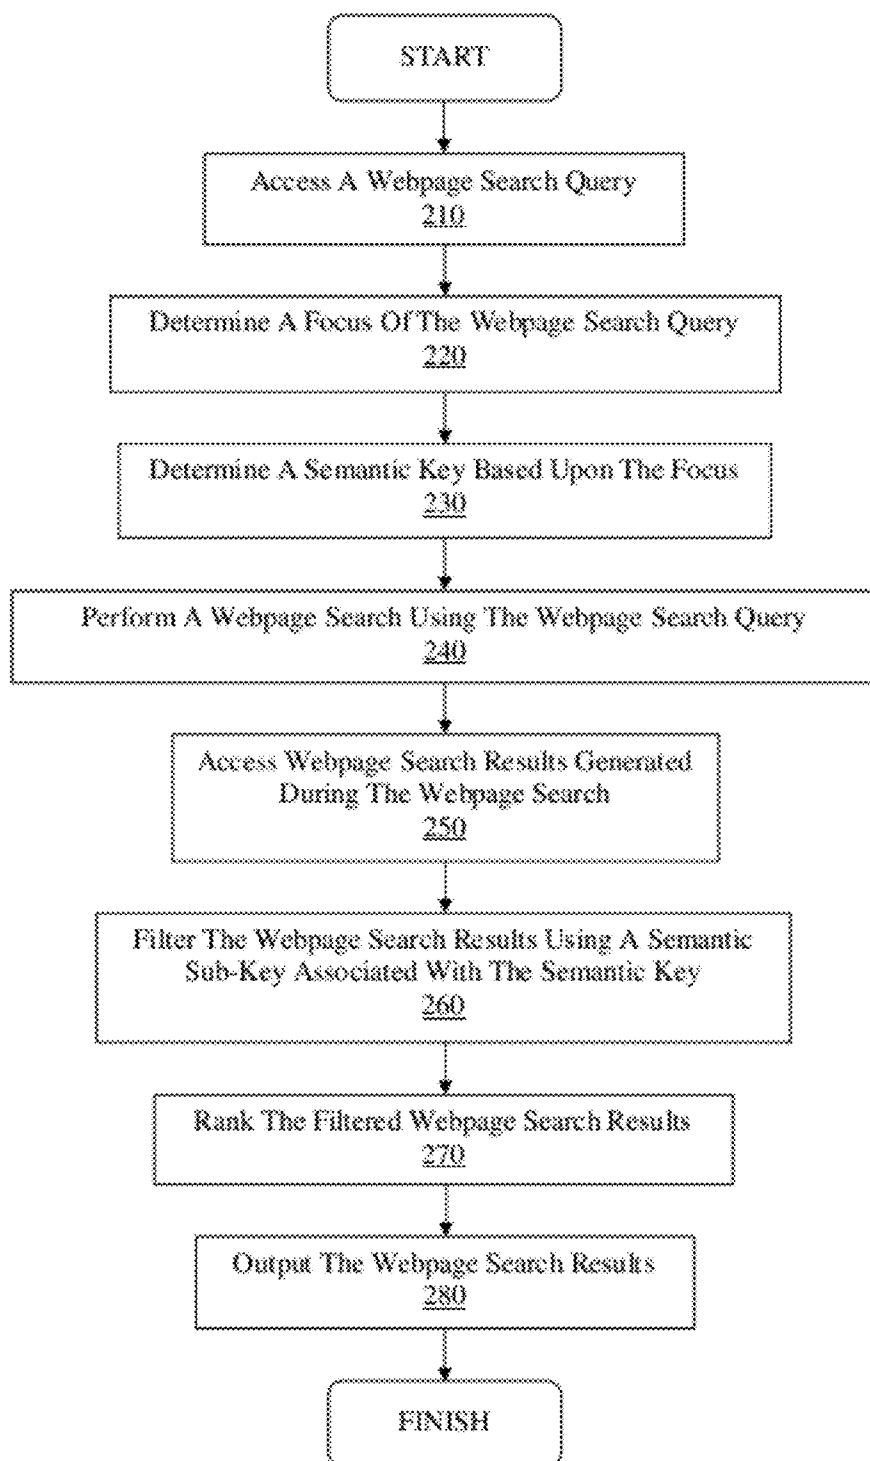 START
Access A Webpage Search Query
210
Determine A Focus Of The Webpage Search Query
220
Determine A Semantic Key Based Upon The Focus
230
Perform A Webpage Search Using The Webpage Search Query
240
Access Webpage Search Results Generated
During The Webpage Search
250
Filter The Webpage Search Results Using A Semantic
Sub-Key Associated With The Semantic Key
260
Rank The Filtered Webpage Search Results
270
Output The Webpage Search Results
280
FINISH